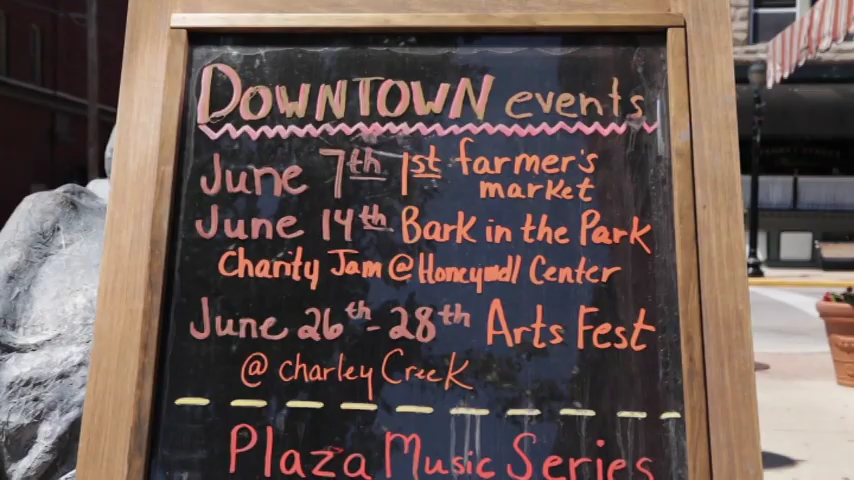 DOWNTOWN events
June 7th 1st farmer's
market
June 14th Bark in the Park
Charity Jam @ Honeywell Center
June 26th - 28th Arts Fest
@ charley Creek
Plaza Music Series